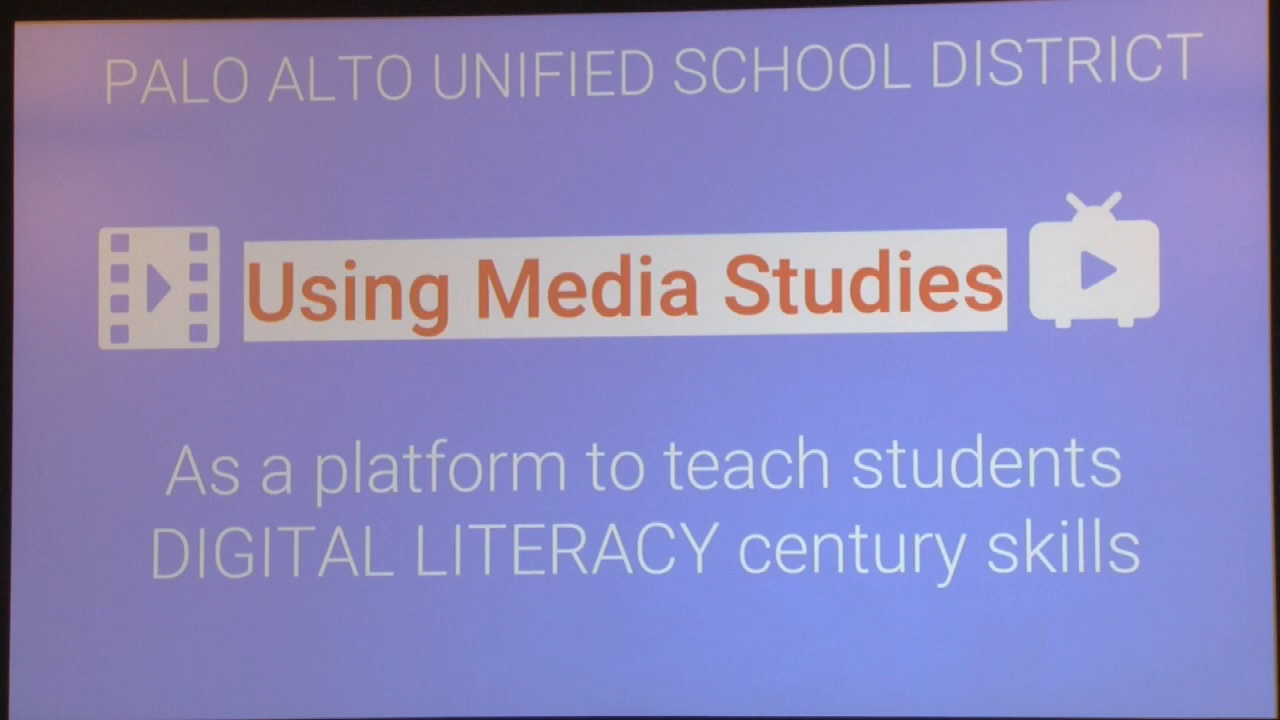 PALO ALTO UNIFIED SCHOOL DISTRICT
Using Media Studies
As a platform to teach students
DIGITAL LITERACY century skills